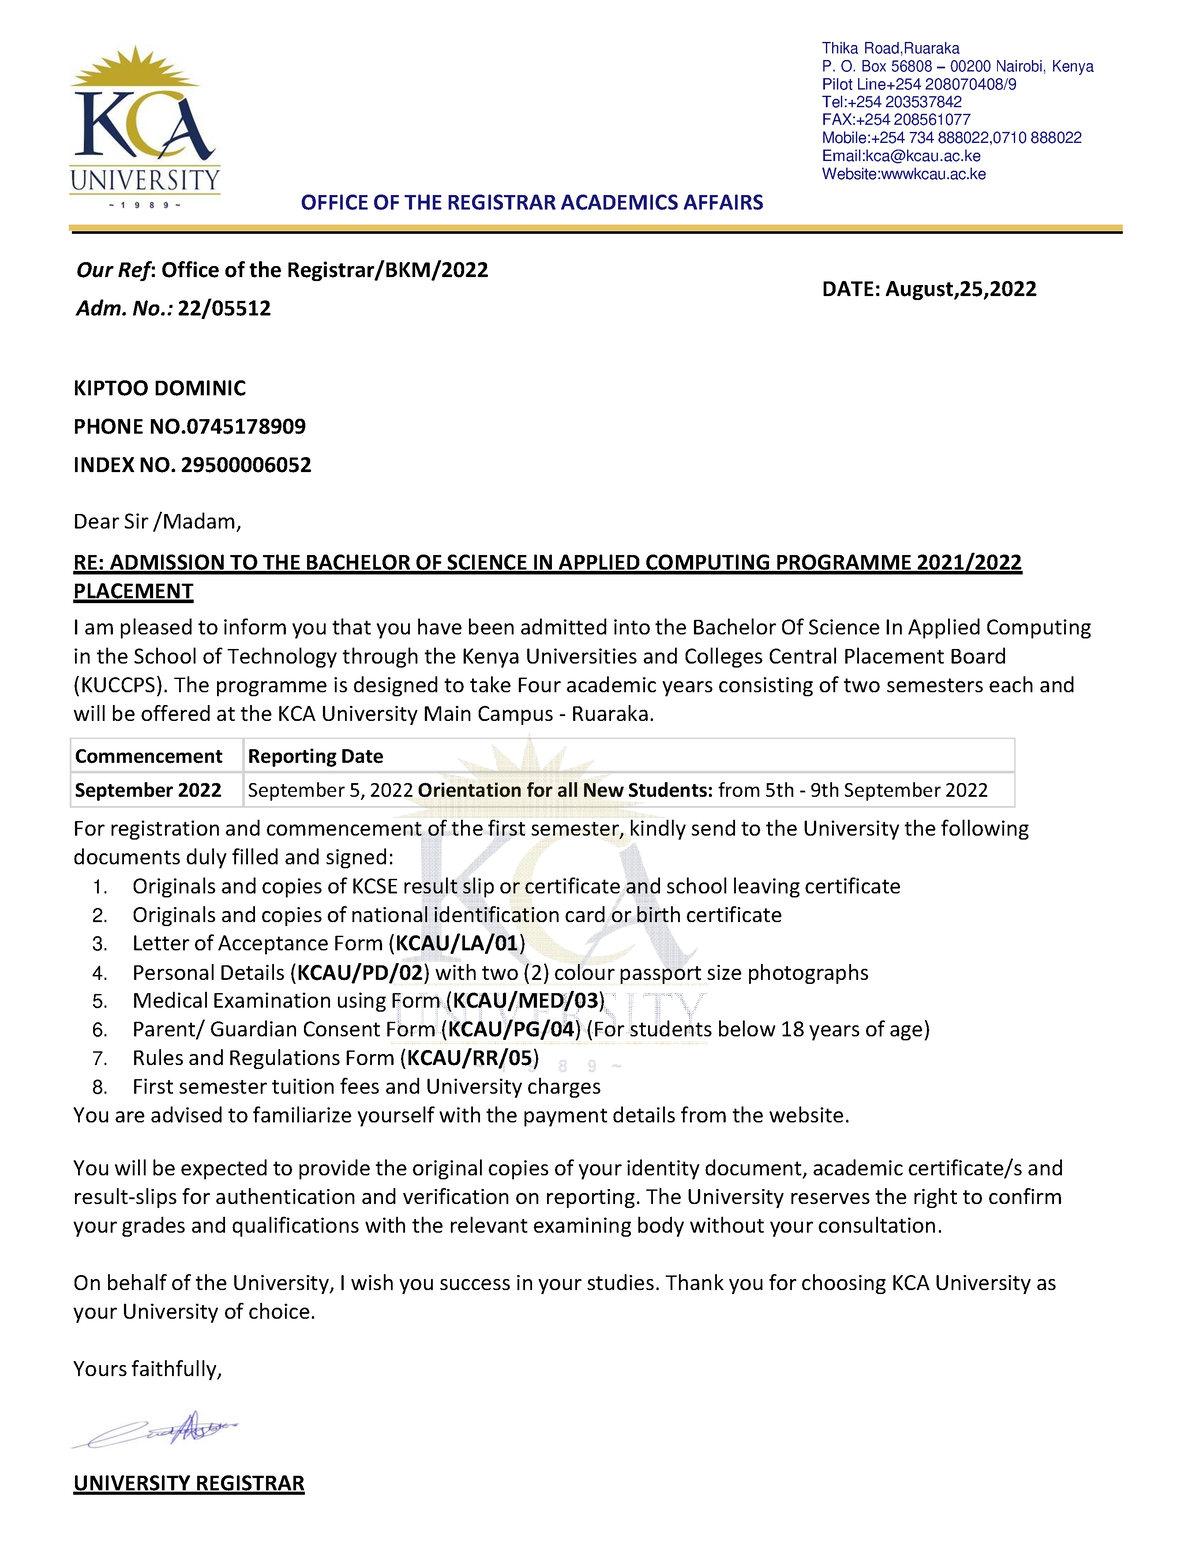 KCA
UNIVERSITY
~ 1 9 8 9 ~
Thika Road,Ruaraka
P. O. Box 56808 – 00200 Nairobi, Kenya
Pilot Line+254 208070408/9
Tel:+254 203537842
FAX:+254 208561077
Mobile:+254 734 888022,0710 888022
Email:kca@kcau.ac.ke
Website:wwwkcau.ac.ke
OFFICE OF THE REGISTRAR ACADEMICS AFFAIRS
Our Ref: Office of the Registrar/BKM/2022
DATE: August,25,2022
Adm. No.: 22/05512
KIPTOO DOMINIC
PHONE NO.0745178909
INDEX NO. 29500006052
Dear Sir /Madam,
RE: ADMISSION TO THE BACHELOR OF SCIENCE IN APPLIED COMPUTING PROGRAMME 2021/2022
PLACEMENT
I am pleased to inform you that you have been admitted into the Bachelor Of Science In Applied Computing
in the School of Technology through the Kenya Universities and Colleges Central Placement Board
(KUCCPS). The programme is designed to take Four academic years consisting of two semesters each and
will be offered at the KCA University Main Campus - Ruaraka.
Commencement Reporting Date
September 2022 September 5, 2022 Orientation for all New Students: from 5th - 9th September 2022
For registration and commencement of the first semester, kindly send to the University the following
documents duly filled and signed:
1. Originals and copies of KCSE result slip or certificate and school leaving certificate
2. Originals and copies of national identification card or birth certificate
3. Letter of Acceptance Form (KCAU/LA/01)
4. Personal Details (KCAU/PD/02) with two (2) colour passport size photographs
5. Medical Examination using Form (KCAU/MED/03)
6. Parent/ Guardian Consent Form (KCAU/PG/04) (For students below 18 years of age)
7. Rules and Regulations Form (KCAU/RR/05)
8. First semester tuition fees and University charges
You are advised to familiarize yourself with the payment details from the website.
You will be expected to provide the original copies of your identity document, academic certificate/s and
result-slips for authentication and verification on reporting. The University reserves the right to confirm
your grades and qualifications with the relevant examining body without your consultation.
On behalf of the University, I wish you success in your studies. Thank you for choosing KCA University as
your University of choice.
Yours faithfully,
UNIVERSITY REGISTRAR